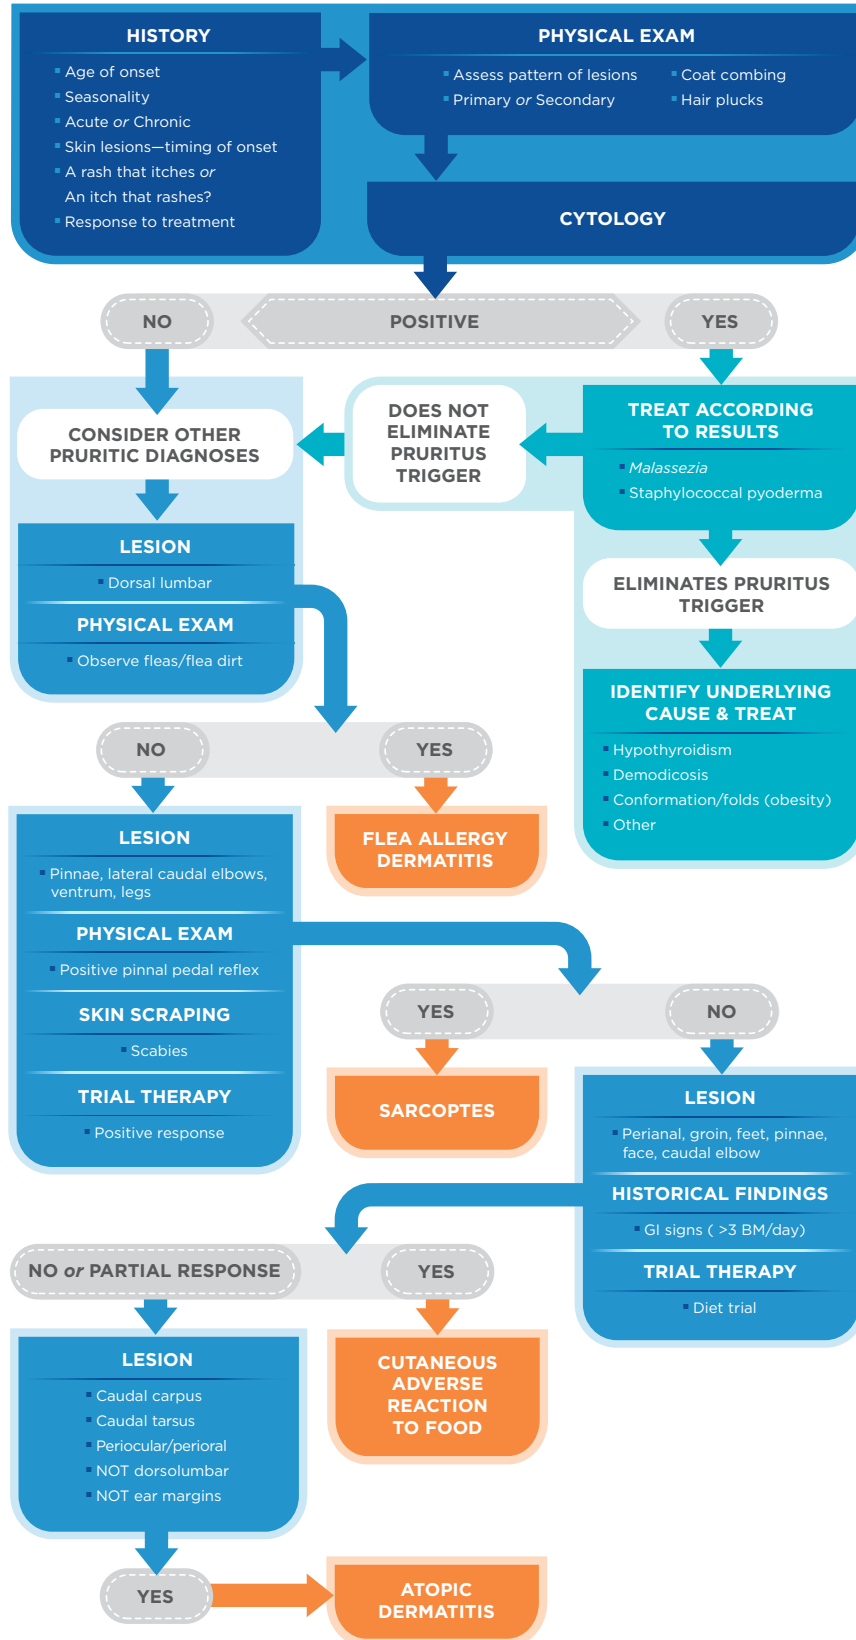 HISTORY
▪ Age of onset
▪ Seasonality
▪ Acute or Chronic
▪ Skin lesions—timing of onset
▪ A rash that itches or
An itch that rashes?
▪ Response to treatment
PHYSICAL EXAM
▪ Assess pattern of lesions
▪ Primary or Secondary
▪ Coat combing
▪ Hair plucks
CYTOLOGY
NO
POSITIVE
YES
CONSIDER OTHER
PRURITIC DIAGNOSES
DOES NOT
ELIMINATE
PRURITUS
TRIGGER
TREAT ACCORDING
TO RESULTS
▪ Malassezia
▪ Staphylococcal pyoderma
ELIMINATES PRURITUS
TRIGGER
IDENTIFY UNDERLYING
CAUSE & TREAT
▪ Hypothyroidism
▪ Demodicosis
▪ Conformation/folds (obesity)
▪ Other
LESION
▪ Dorsal lumbar
PHYSICAL EXAM
▪ Observe fleas/flea dirt
NO
YES
FLEA ALLERGY
DERMATITIS
LESION
▪ Pinnae, lateral caudal elbows,
ventrum, legs
PHYSICAL EXAM
▪ Positive pinnal pedal reflex
SKIN SCRAPING
▪ Scabies
TRIAL THERAPY
▪ Positive response
YES
NO
SARCOPTES
LESION
▪ Perianal, groin, feet, pinnae,
face, caudal elbow
HISTORICAL FINDINGS
▪ GI signs ( >3 BM/day)
TRIAL THERAPY
▪ Diet trial
NO or PARTIAL RESPONSE
YES
CUTANEOUS
ADVERSE
REACTION
TO FOOD
LESION
▪ Caudal carpus
▪ Caudal tarsus
▪ Periocular/perioral
▪ NOT dorsolumbar
▪ NOT ear margins
YES
ATOPIC
DERMATITIS